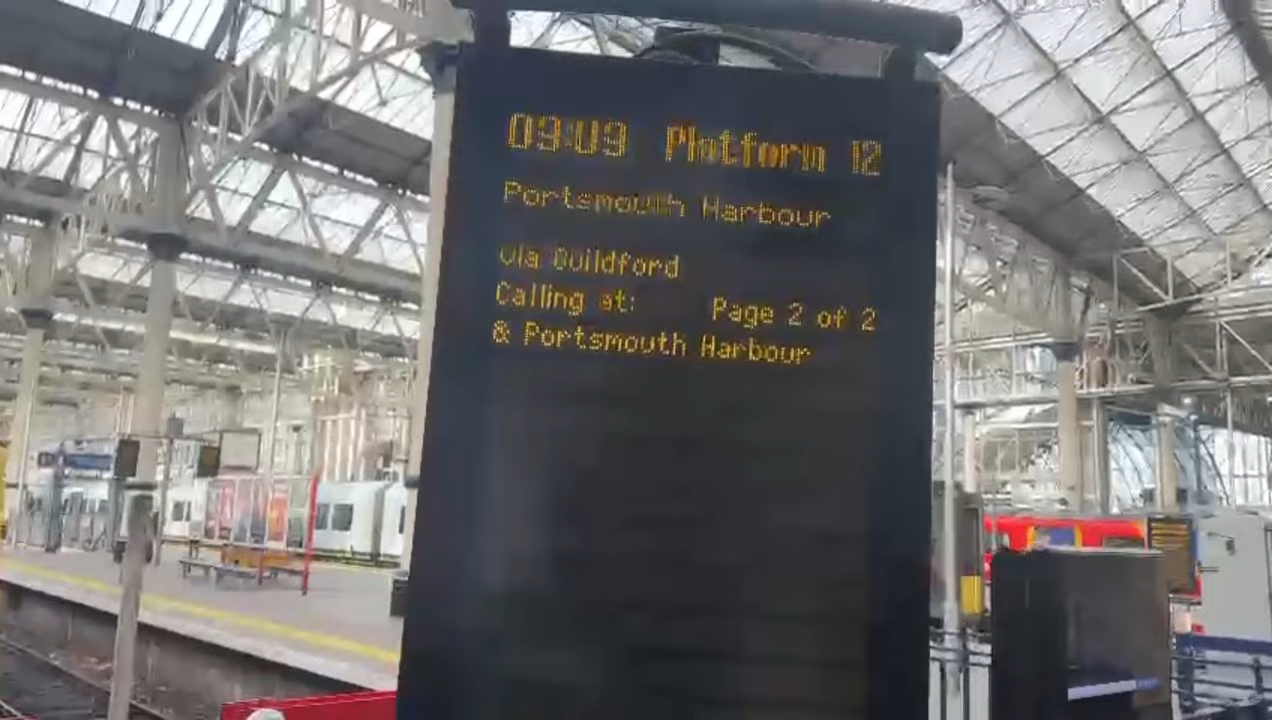 09:09 Platform 12
Portsmouth Harbour
via Guildford
Calling at: Page 2 of 2
& Portsmouth Harbour